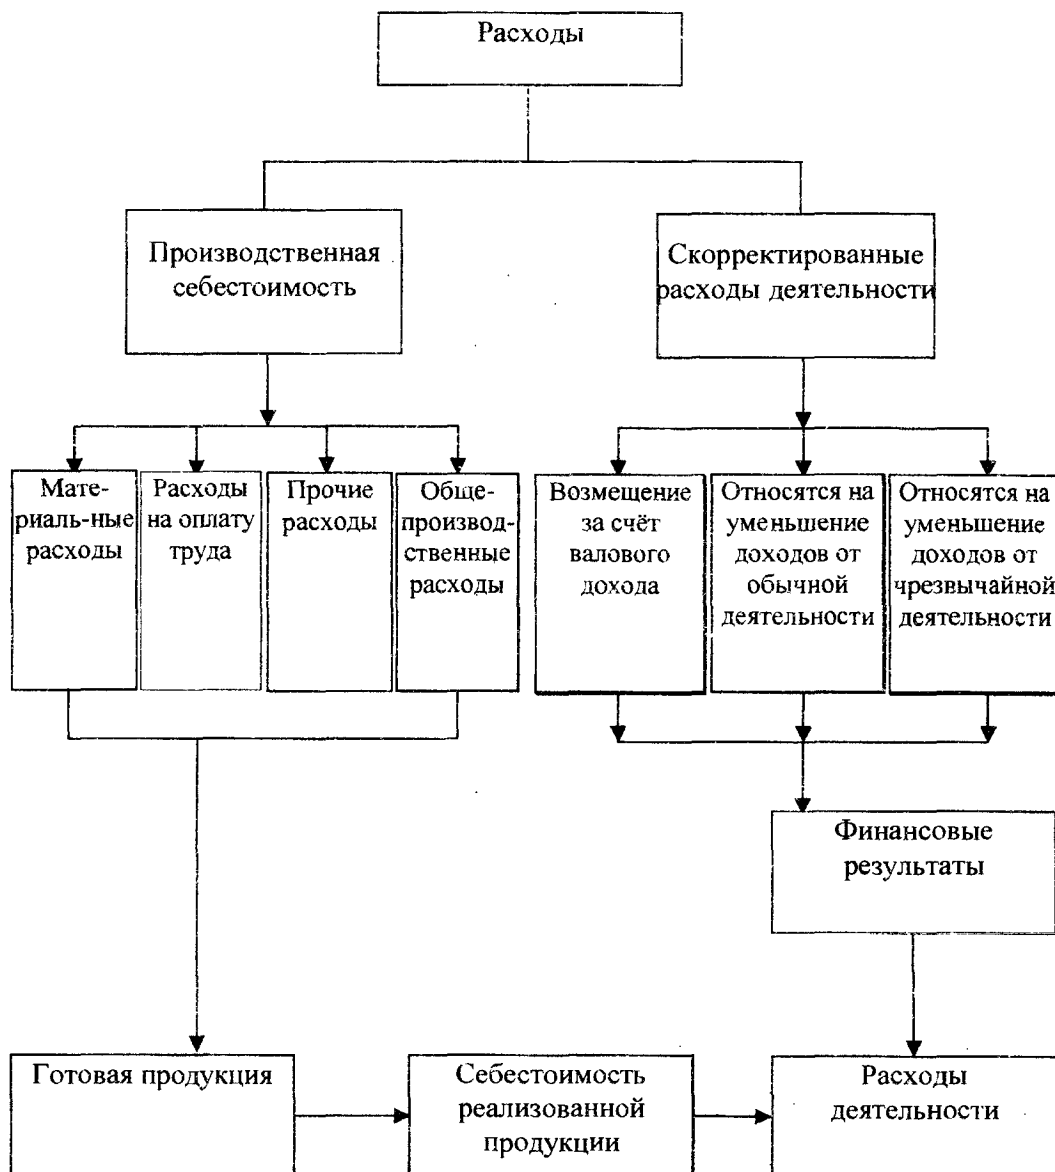 Расходы
Производственная
себестоимость
Скорректированные
расходы деятельности
Мате-
риаль-ные
расходы
Расходы
на оплату
труда
Прочие
расходы
Обще-
производ-
ственные
расходы
Возмещение
за счёт
валового
дохода
Относятся на
уменьшение
доходов от
обычной
деятельности
Относятся на
уменьшение
доходов от
чрезвычайной
деятельности
Финансовые
результаты
Готовая продукция
Себестоимость
реализованной
продукции
Расходы
деятельности